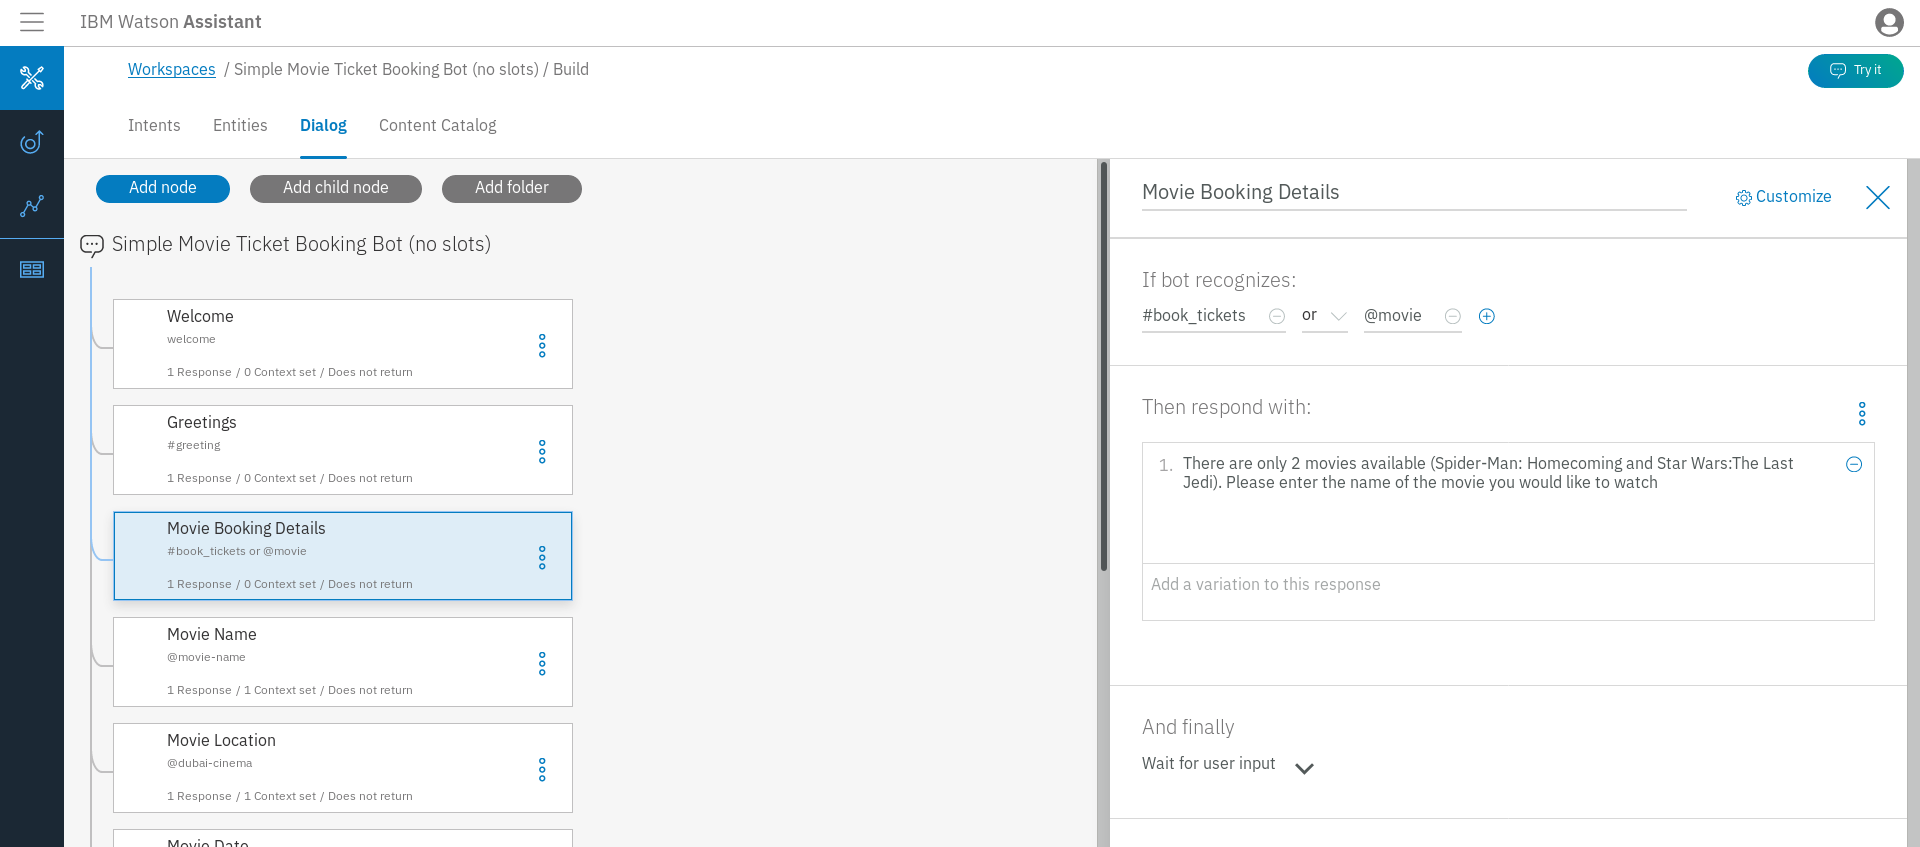 IBM Watson Assistant
Workspaces / Simple Movie Ticket Booking Bot (no slots) / Build
Try it
Intents
Entities
Dialog
Content Catalog
Add node
Add child node
Add folder
Simple Movie Ticket Booking Bot (no slots)
Welcome
welcome
1 Response / 0 Context set / Does not return
Greetings
#greeting
1 Response / 0 Context set / Does not return
Movie Booking Details
#book_tickets or @movie
1 Response / 0 Context set / Does not return
Movie Name
@movie-name
1 Response / 1 Context set / Does not return
Movie Location
@dubai-cinema
1 Response / 1 Context set / Does not return
Movie Date
Movie Booking Details
Customize
If bot recognizes:
#book_tickets or @movie
Then respond with:
1. There are only 2 movies available (Spider-Man: Homecoming and Star Wars:The Last
Jedi). Please enter the name of the movie you would like to watch
Add a variation to this response
And finally
Wait for user input